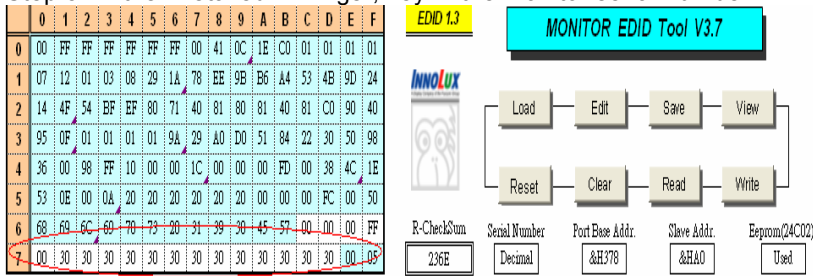 0 1 2 3 4 5 6 7 8 9 A B C D E F
0 00 FF FF FF FF FF FF 00 41 0C 1E C0 01 01 01 01
1 07 12 01 03 08 29 1A 78 EE 9B B6 A4 53 4B 9D 24
2 14 4F 54 BF EF 80 71 40 81 80 81 40 81 C0 90 40
3 95 0F 01 01 01 01 9A 29 A0 D0 51 84 22 30 50 98
4 36 00 98 FF 10 00 00 1C 00 00 00 FD 00 38 4C 1E
5 53 0E 00 0A 20 20 20 20 20 20 00 00 00 FC 00 50
6 68 69 6C 69 70 73 20 31 39 30 45 57 00 00 00 FF
7 00 30 30 30 30 30 30 30 30 30 30 30 30 30 00 05
EDID 1.3
MONITOR EDID Tool V3.7
INNOLUX
Load Edit Save View
Reset Clear Read Write
R-CheckSum Serial Number Port Base Addr. Slave Addr. Eeprom(24C02)
236E Decimal &H378 &HA0 Used